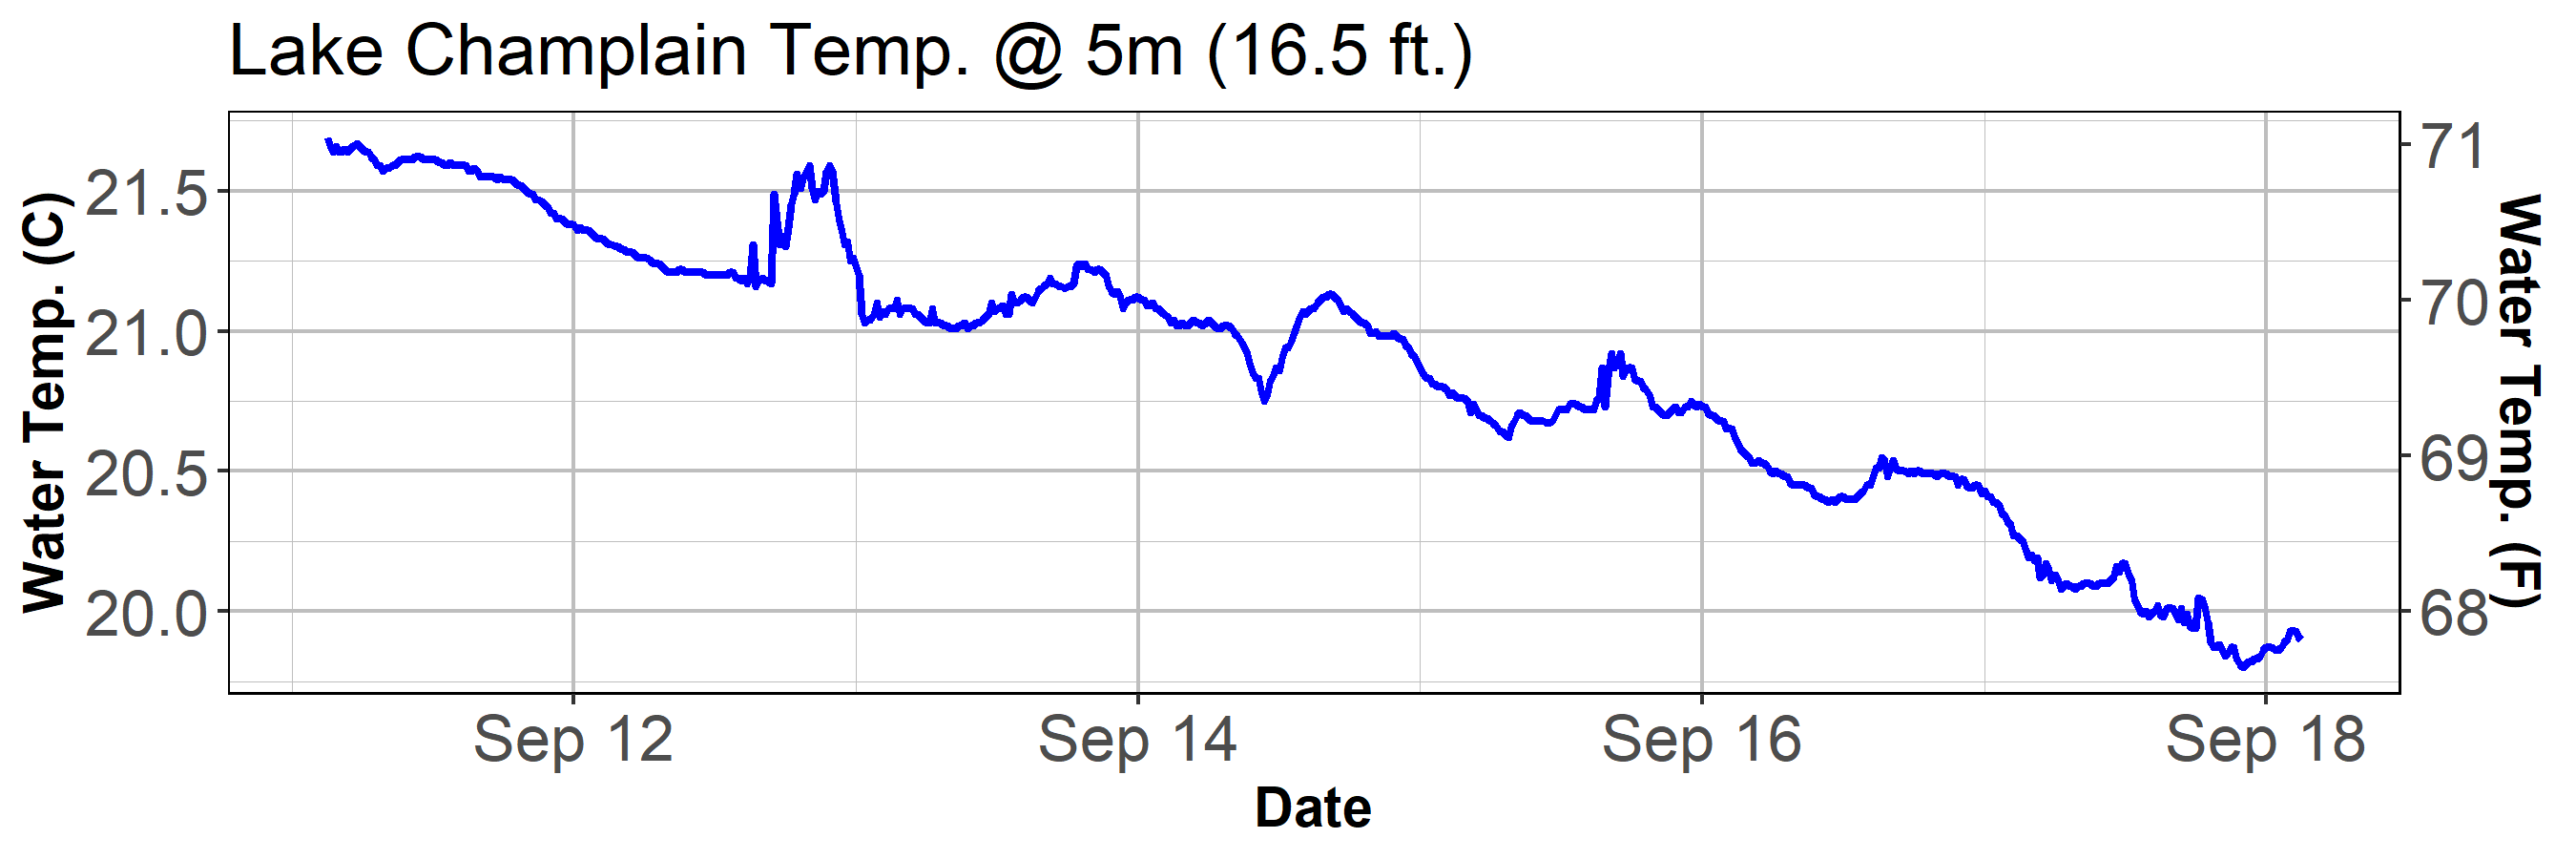 Lake Champlain Temp. @ 5m (16.5 ft.)
Water Temp. (C)
21.5
21.0
20.5
20.0
71
70
69
68
Water Temp. (F)
Sep 12
Sep 14
Sep 16
Sep 18
Date